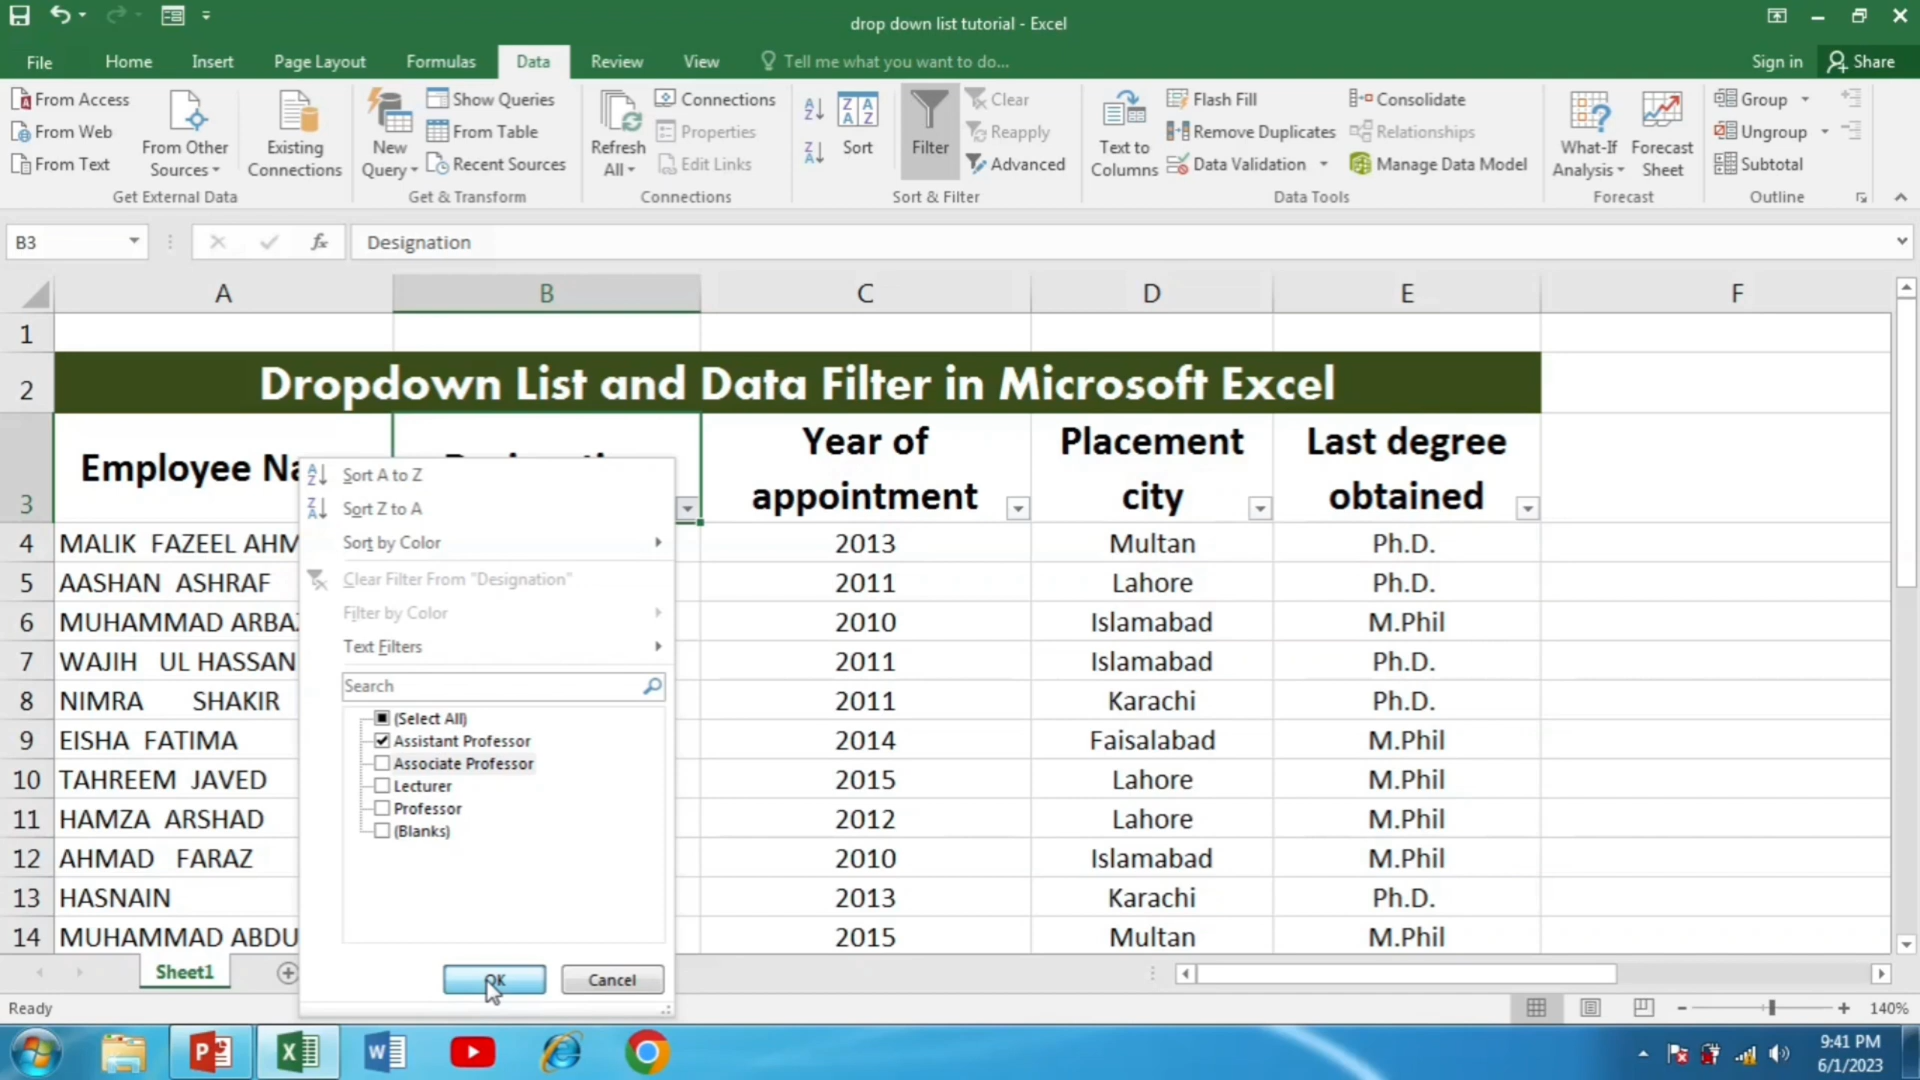 drop down list tutorial - Excel
File Home Insert Page Layout Formulas Data Review View Tell me what you want to do... Sign in Share
From Access
From Web
From Text
From Other Sources
Existing Connections
Get External Data
New Query
Show Queries
From Table
Recent Sources
Get & Transform
Refresh All
Connections
Properties
Edit Links
Connections
Sort
Filter
Clear
Reapply
Advanced
Sort & Filter
Text to Columns
Flash Fill
Remove Duplicates
Data Validation
Consolidate
Relationships
Manage Data Model
Data Tools
What-If Analysis
Forecast Sheet
Forecast
Group
Ungroup
Subtotal
Outline
B3 fx Designation
A B C D E F
1
2 Dropdown List and Data Filter in Microsoft Excel
3 Employee Year of appointment Placement city Last degree obtained
4 MALIK FAZEEL 2013 Multan Ph.D.
5 AASHAN ASHRAF 2011 Lahore Ph.D.
6 MUHAMMAD 2010 Islamabad M.Phil
7 WAJIH UL HASSAN 2011 Islamabad Ph.D.
8 NIMRA SHAKIR 2011 Karachi Ph.D.
9 EISHA FATIMA 2014 Faisalabad M.Phil
10 TAHREEM JAVED 2015 Lahore M.Phil
11 HAMZA ARSHAD 2012 Lahore M.Phil
12 AHMAD FARAZ 2010 Islamabad M.Phil
13 HASNAIN 2013 Karachi Ph.D.
14 MUHAMMAD 2015 Multan M.Phil
Sort A to Z
Sort Z to A
Sort by Color
Clear Filter From "Designation"
Filter by Color
Text Filters
Search
(Select All)
Assistant Professor
Associate Professor
Lecturer
Professor
(Blanks)
OK Cancel
Sheet1
Ready 140%
9:41 PM
6/1/2023